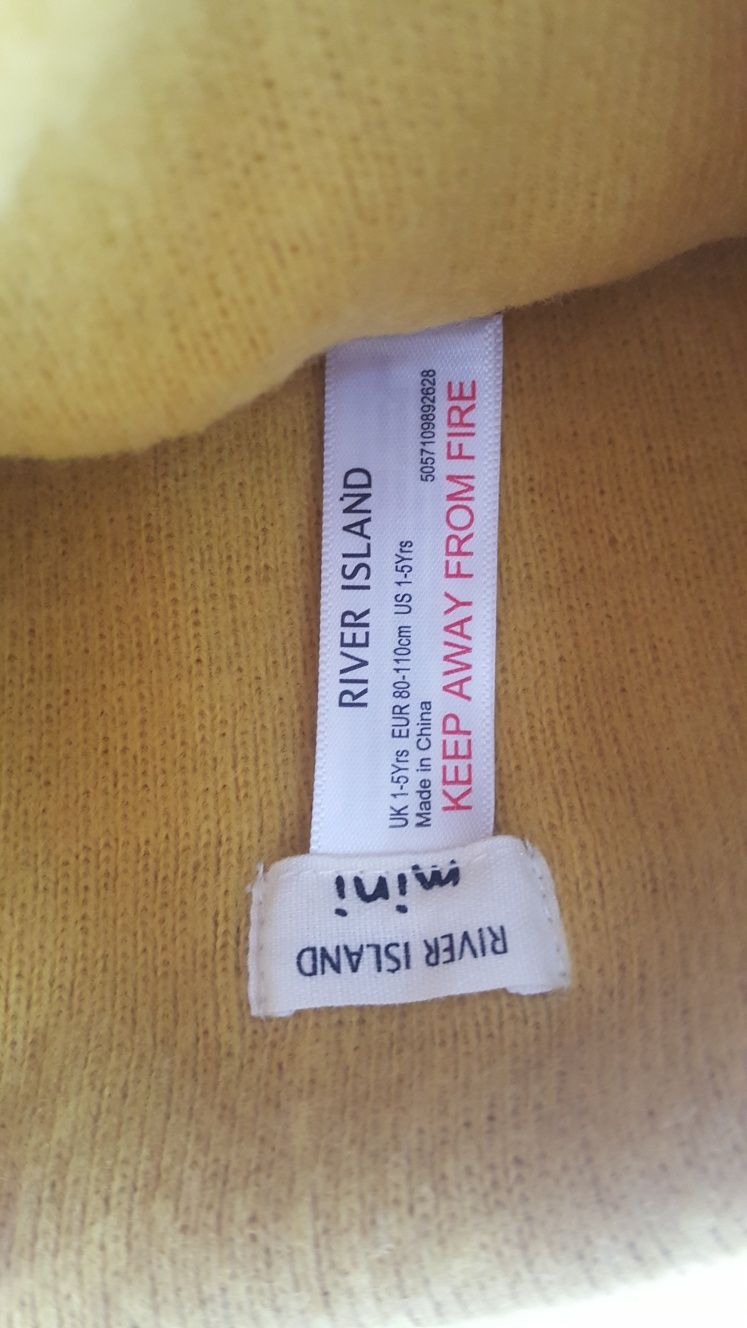 RIVER ISLAND
UK 1-5Yrs EUR 80-110cm US 1-5Yrs
Made in China 5057109892628
KEEP AWAY FROM FIRE
RIVER ISLAND
mini